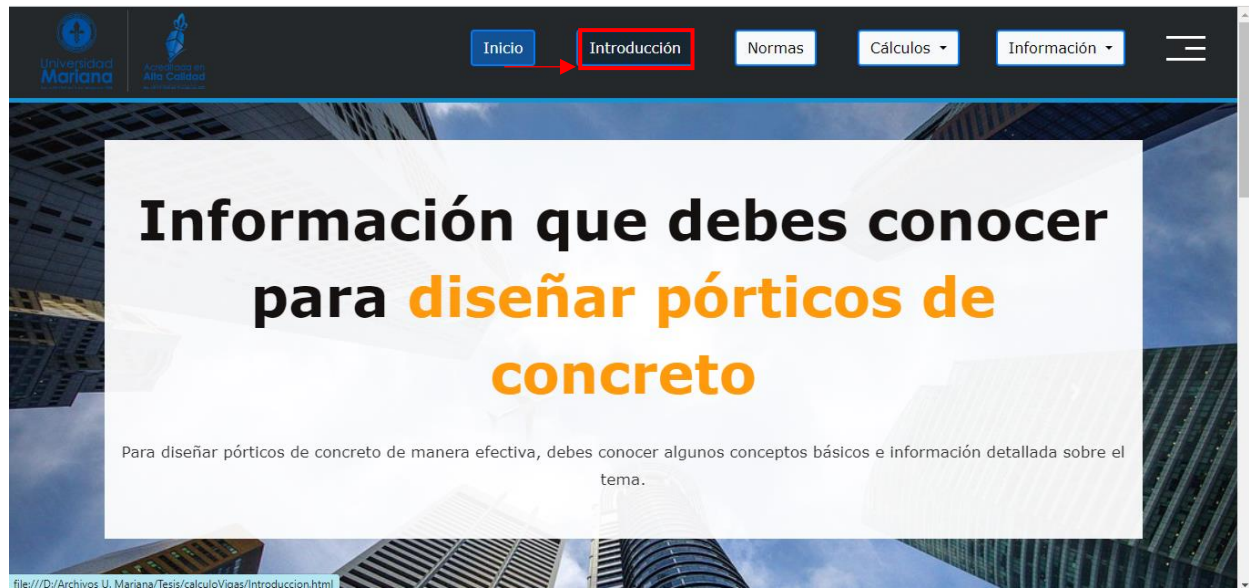 Universidad
Mariana
Acreditada en
Alta Calidad
Inicio
Introducción
Normas
Cálculos
Información
Información que debes conocer
para diseñar pórticos de
concreto
Para diseñar pórticos de concreto de manera efectiva, debes conocer algunos conceptos básicos e información detallada sobre el
tema.
file:///D:/Archivos U. Mariana/Tesis/calculoVigas/Introduccion.html